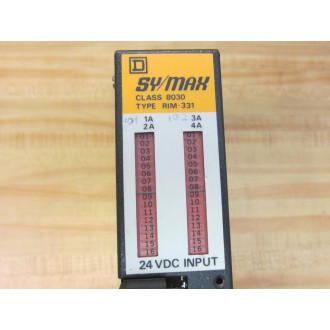 D
SY/MAX
CLASS 8030
TYPE RIM-331
1A 3A
2A 4A
01 01
02 02
03 03
04 04
05 05
06 06
07 07
08 08
09 09
10 10
11 11
12 12
13 13
14 14
15 15
16 16
24 VDC INPUT